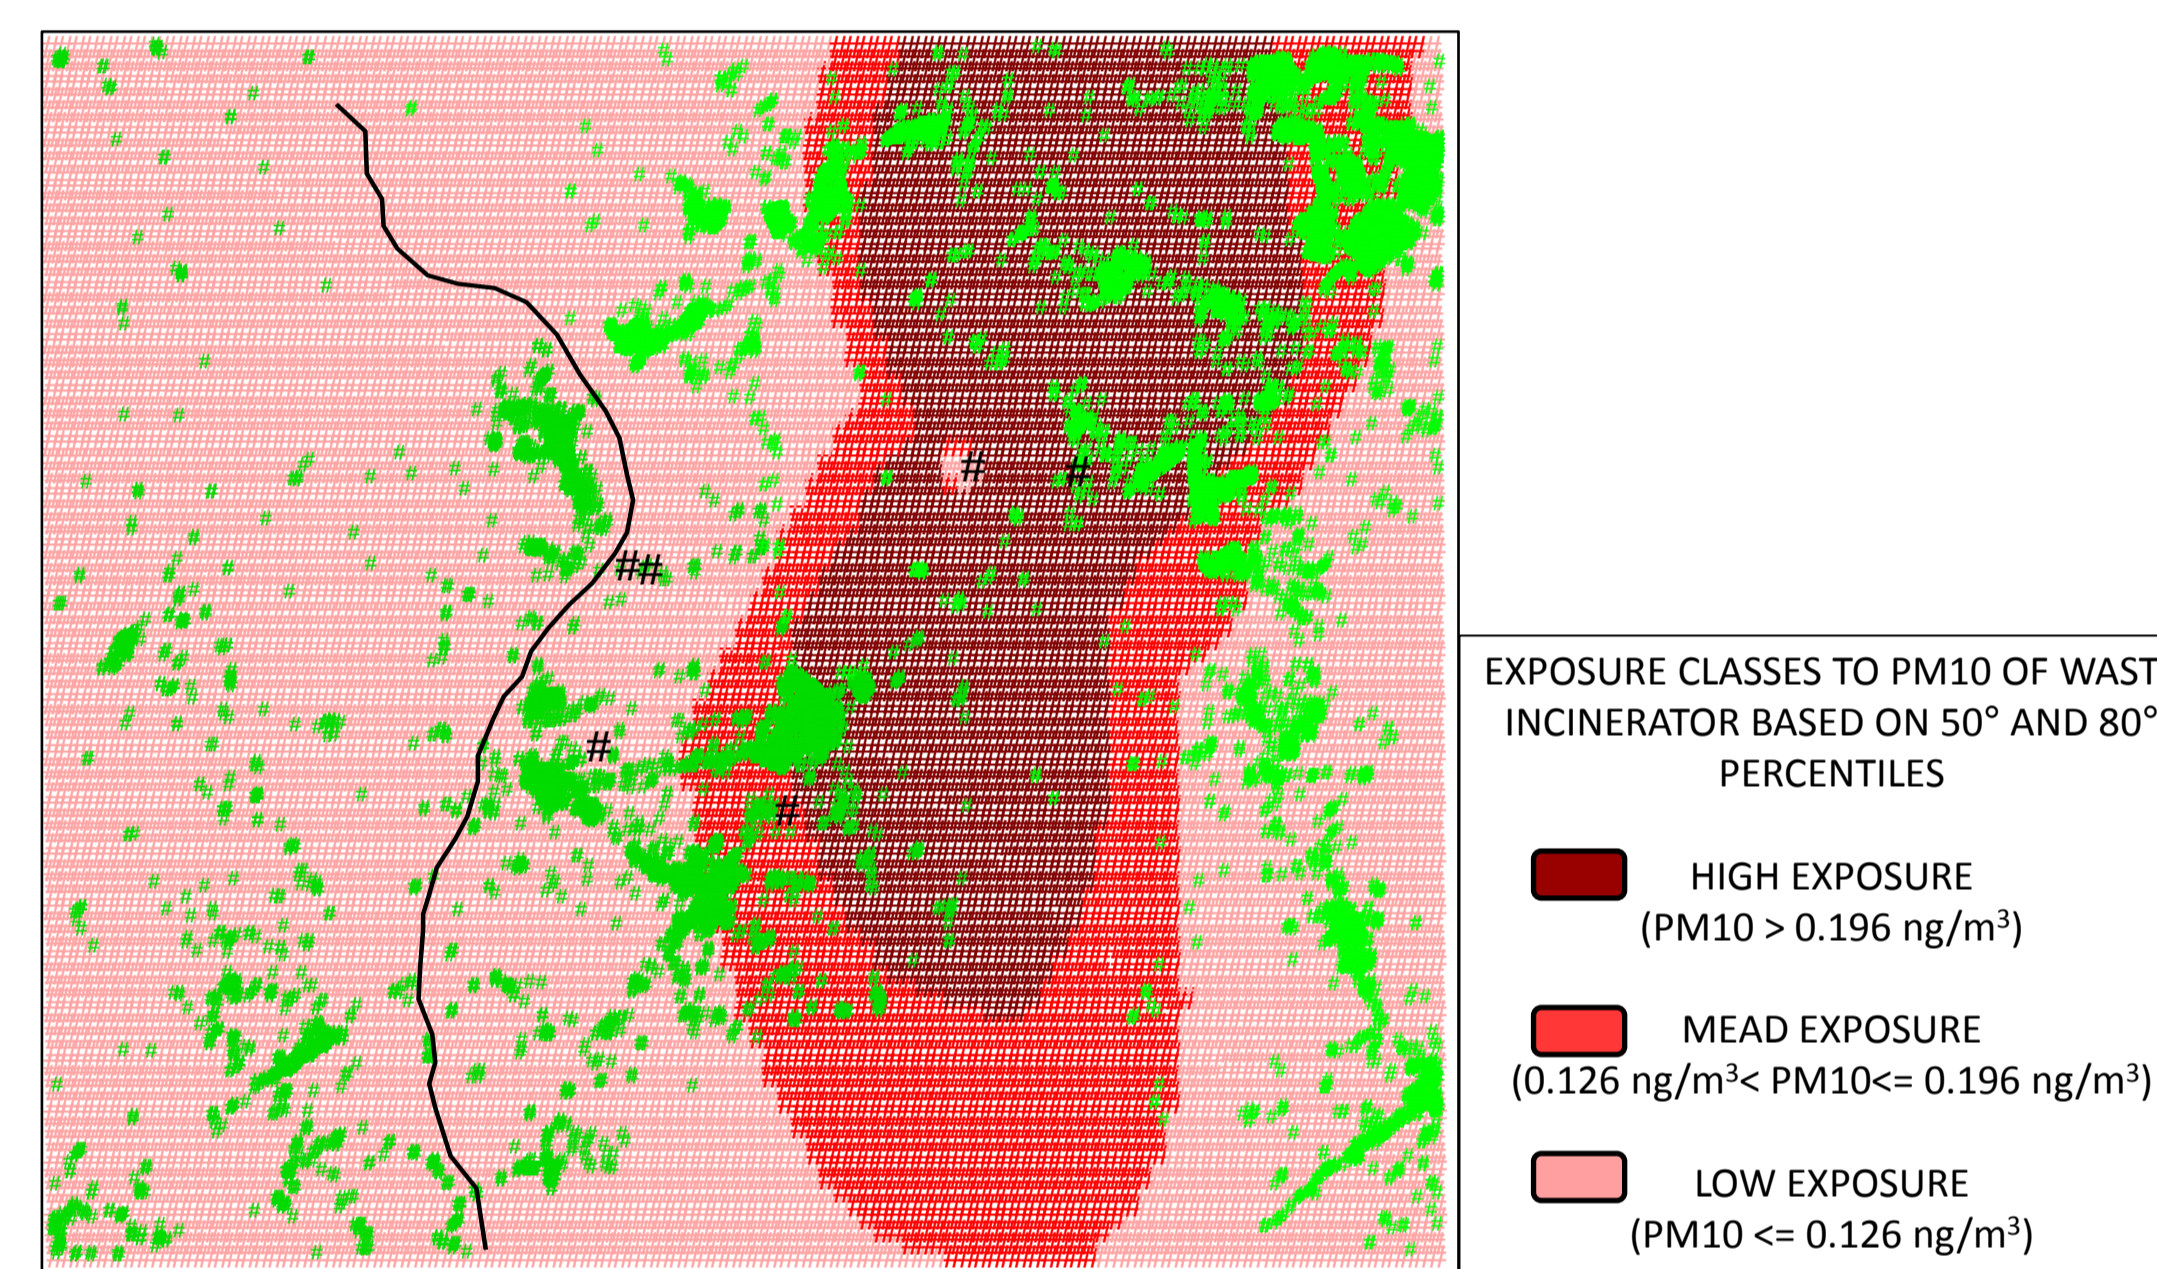 EXPOSURE CLASSES TO PM10 OF WAST
INCINERATOR BASED ON 50° AND 80°
PERCENTILES
HIGH EXPOSURE
(PM10 > 0.196 ng/m³)
MEAD EXPOSURE
(0.126 ng/m³< PM10<= 0.196 ng/m³)
LOW EXPOSURE
(PM10 <= 0.126 ng/m³)